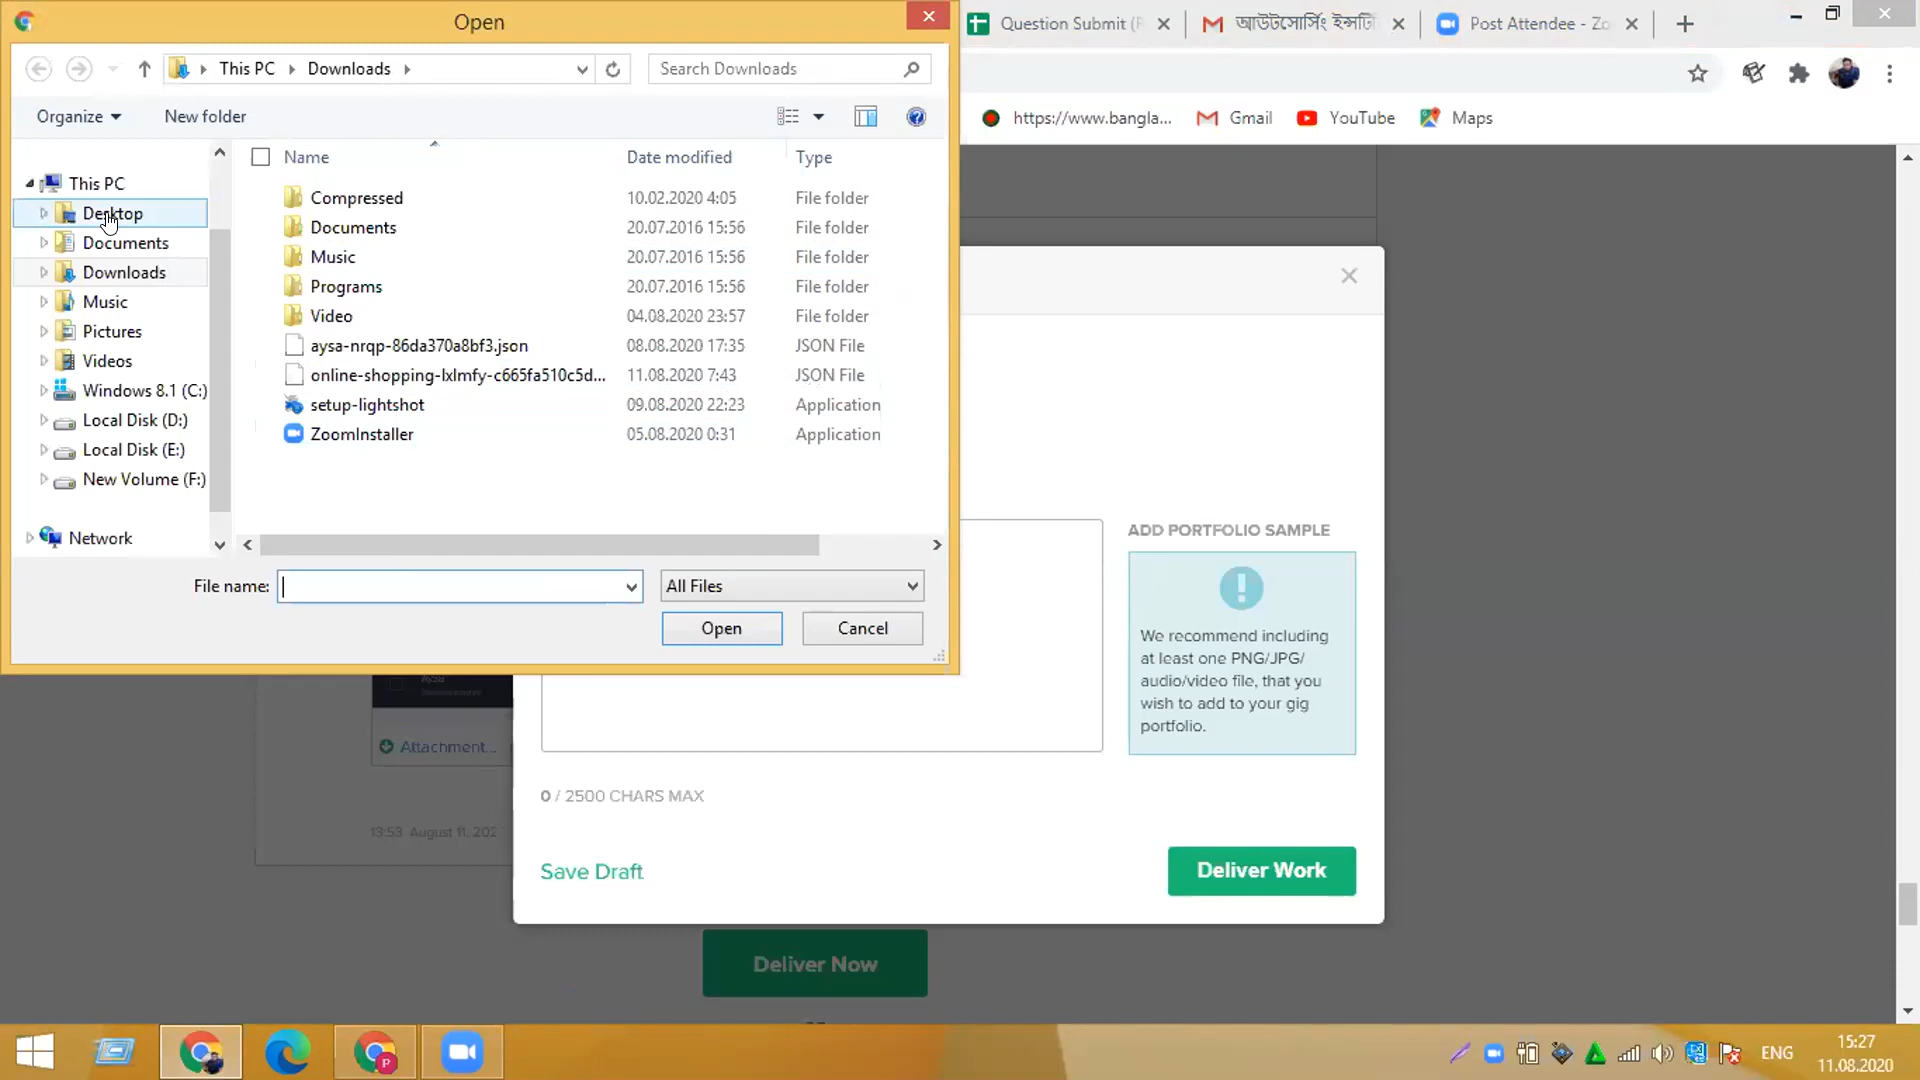 Open
Question Submit (
আউটসোর্সিং ইন্সটি
Post Attendee - Zo
This PC
Downloads
Search Downloads
Organize
New folder
https://www.bangla...
Gmail
YouTube
Maps
Name
Date modified
Type
This PC
Desktop
Documents
Downloads
Music
Pictures
Videos
Windows 8.1 (C:)
Local Disk (D:)
Local Disk (E:)
New Volume (F:)
Network
Compressed 10.02.2020 4:05 File folder
Documents 20.07.2016 15:56 File folder
Music 20.07.2016 15:56 File folder
Programs 20.07.2016 15:56 File folder
Video 04.08.2020 23:57 File folder
aysa-nrqp-86da370a8bf3.json 08.08.2020 17:35 JSON File
online-shopping-lxlmfy-c665fa510c5d... 11.08.2020 7:43 JSON File
setup-lightshot 09.08.2020 22:23 Application
ZoomInstaller 05.08.2020 0:31 Application
File name:
All Files
Open
Cancel
ADD PORTFOLIO SAMPLE
We recommend including
at least one PNG/JPG/
audio/video file, that you
wish to add to your gig
portfolio.
Aysa
Attachment...
0 / 2500 CHARS MAX
13:53 August 11, 202
Save Draft
Deliver Work
Deliver Now
ENG
15:27
11.08.2020